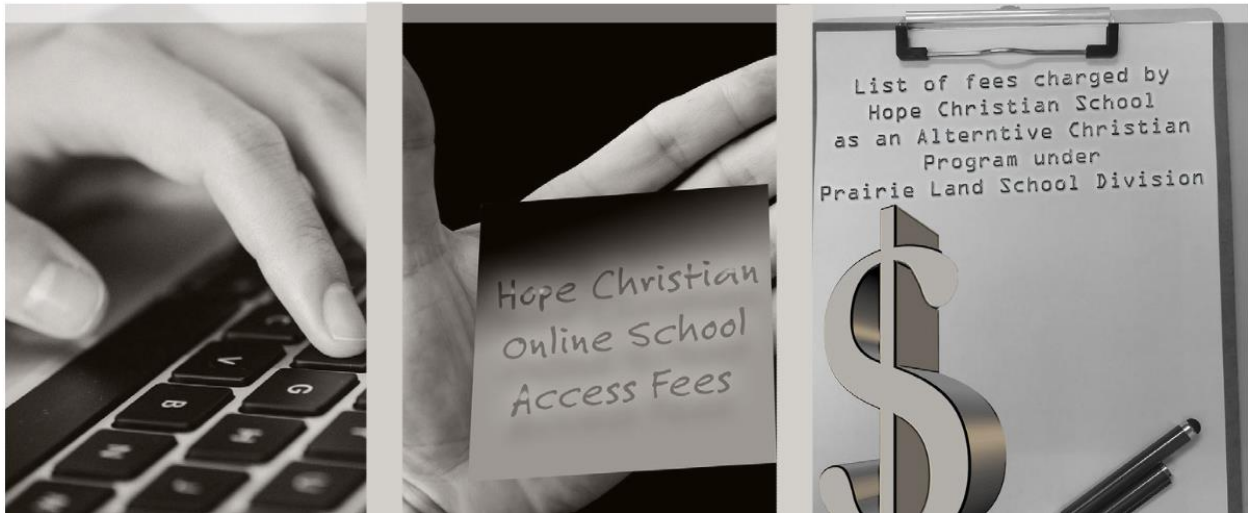 Hope Christian
Online School
Access Fees
List of fees charged by
Hope Christian School
as an Alterntive Christian
Program under
Prairie Land School Division
$
C
V
G
B
N
H
M